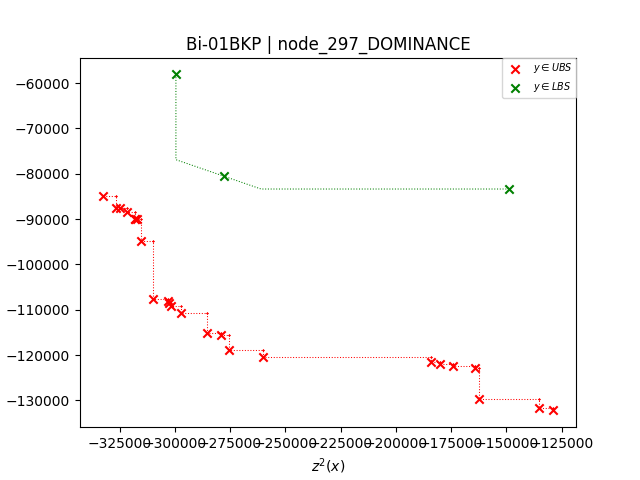 Bi-01BKP | node_297_DOMINANCE
y ∈ UBS
y ∈ LBS
−60000
−70000
−80000
−90000
−100000
−110000
−120000
−130000
−325000 −300000 −275000 −250000 −225000 −200000 −175000 −150000 −125000
z²(x)